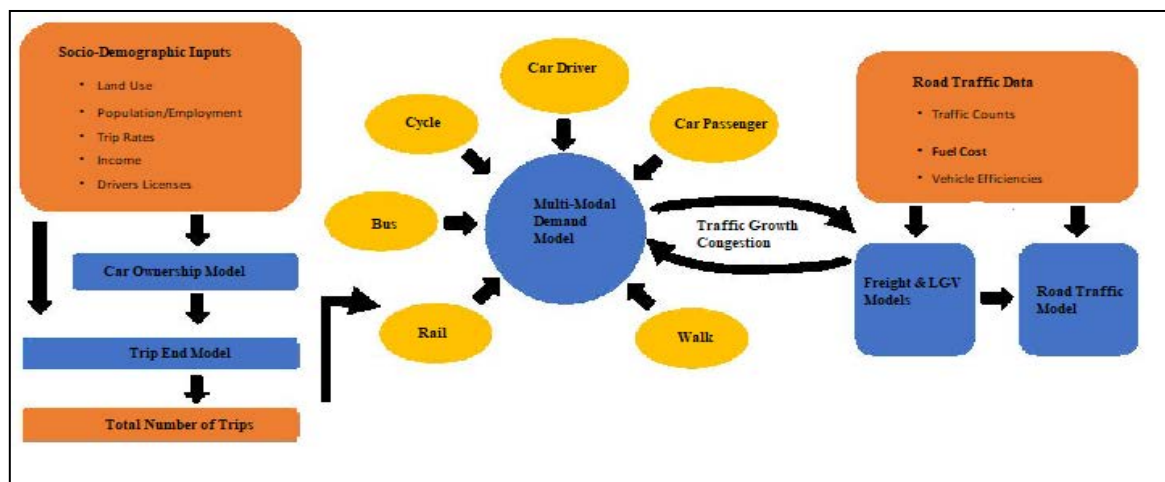 Socio-Demographic Inputs
• Land Use
• Population/Employment
• Trip Rates
• Income
• Drivers Licenses
Car Ownership Model
Trip End Model
Total Number of Trips
Car Driver
Cycle
Car Passenger
Bus
Multi-Modal
Demand
Model
Rail
Walk
Traffic Growth
Congestion
Road Traffic Data
• Traffic Counts
• Fuel Cost
• Vehicle Efficiencies
Freight & LGV
Models
Road Traffic
Model